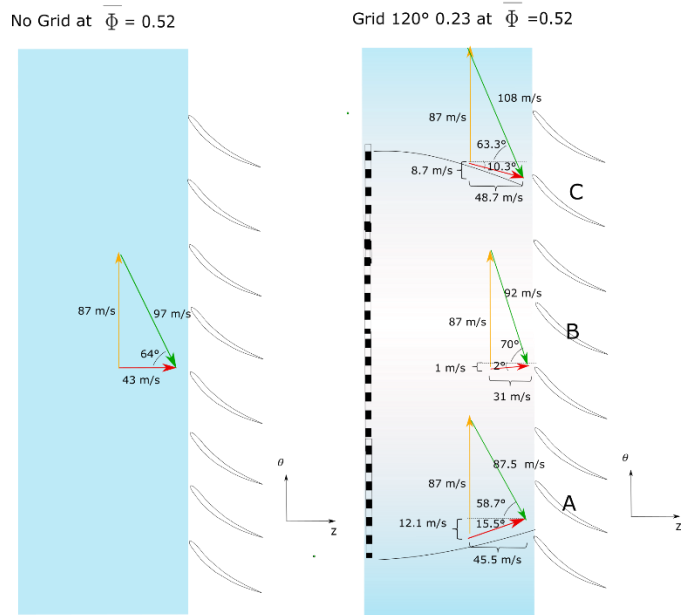 No Grid at Φ̅ = 0.52
Grid 120° 0.23 at Φ̅ =0.52
87 m/s
97 m/s
64°
43 m/s
θ
z
108 m/s
87 m/s
63.3°
8.7 m/s
10.3°
48.7 m/s
C
92 m/s
87 m/s
70°
B
1 m/s
2°
31 m/s
87.5 m/s
87 m/s
58.7°
A
12.1 m/s
15.5°
45.5 m/s
θ
z